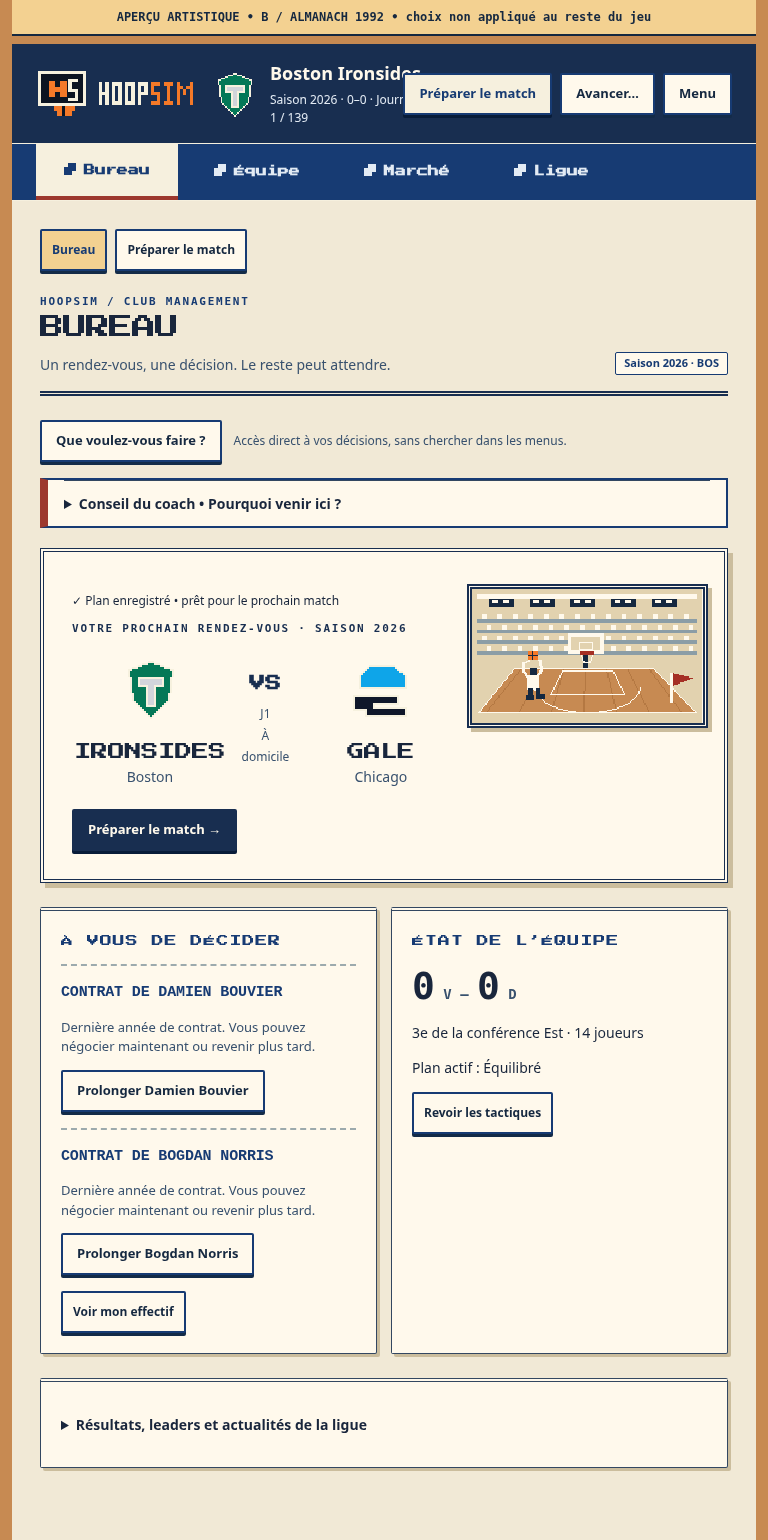 APERÇU ARTISTIQUE • B / ALMANACH 1992 • choix non appliqué au reste du jeu
HS HOOPSIM
Boston Ironsides
Saison 2026 · 0–0 ·
1 / 139
Préparer le match
Avancer...
Menu
Bureau
Équipe
Marché
Ligue
Bureau
Préparer le match
HOOPSIM / CLUB MANAGEMENT
BUREAU
Un rendez-vous, une décision. Le reste peut attendre.
Saison 2026 · BOS
Que voulez-vous faire ?
Accès direct à vos décisions, sans chercher dans les menus.
▶ Conseil du coach • Pourquoi venir ici ?
✓ Plan enregistré • prêt pour le prochain match
VOTRE PROCHAIN RENDEZ-VOUS · SAISON 2026
T
IRONSIDES
Boston
VS
J1
À
domicile
GALE
Chicago
Préparer le match →
À VOUS DE DÉCIDER
CONTRAT DE DAMIEN BOUVIER
Dernière année de contrat. Vous pouvez
négocier maintenant ou revenir plus tard.
Prolonger Damien Bouvier
CONTRAT DE BOGDAN NORRIS
Dernière année de contrat. Vous pouvez
négocier maintenant ou revenir plus tard.
Prolonger Bogdan Norris
Voir mon effectif
ÉTAT DE L'ÉQUIPE
0 V – 0 D
3e de la conférence Est · 14 joueurs
Plan actif : Équilibré
Revoir les tactiques
▶ Résultats, leaders et actualités de la ligue